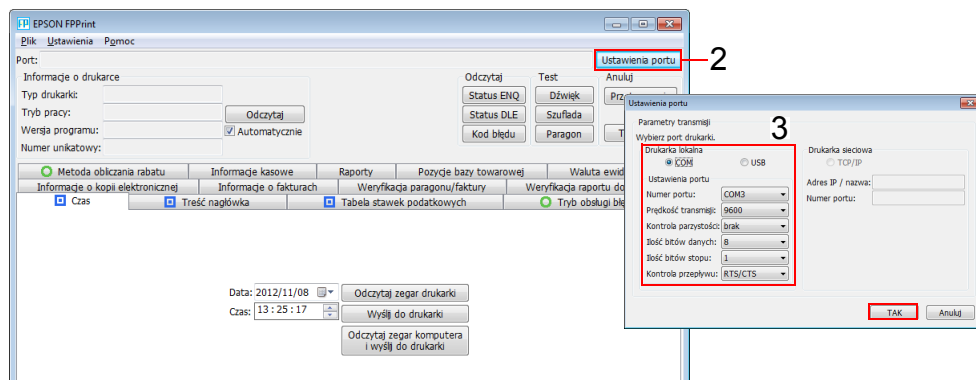 EPSON FPPrint
Plik Ustawienia Pomoc
Port:
Ustawienia portu
2
Informacje o drukarce
Typ drukarki:
Tryb pracy:
Odczytaj
Wersja programu:
Automatycznie
Numer unikatowy:
Odczytaj
Status ENQ
Status DLE
Kod błędu
Test
Dźwięk
Szuflada
Paragon
Anuluj
Metoda obliczania rabatu
Informacje kasowe
Raporty
Pozycje bazy towarowej
Informacje o kopii elektronicznej
Informacje o fakturach
Weryfikacja paragonu/faktury
Weryfikacja raportu
Czas
Treść nagłówka
Tabela stawek podatkowych
Tryb obsługi
Data: 2012/11/08
Odczytaj zegar drukarki
Czas: 13:25:17
Wyślij do drukarki
Odczytaj zegar komputera
i wyślij do drukarki
Ustawienia portu
Parametry transmisji
Wybierz port drukarki.
3
Drukarka lokalna
COM
USB
Ustawienia portu
Numer portu: COM3
Prędkość transmisji: 9600
Kontrola parzystości: brak
Ilość bitów danych: 8
Ilość bitów stopu: 1
Kontrola przepływu: RTS/CTS
Drukarka sieciowa
TCP/IP
Adres IP / nazwa:
Numer portu:
TAK
Anuluj